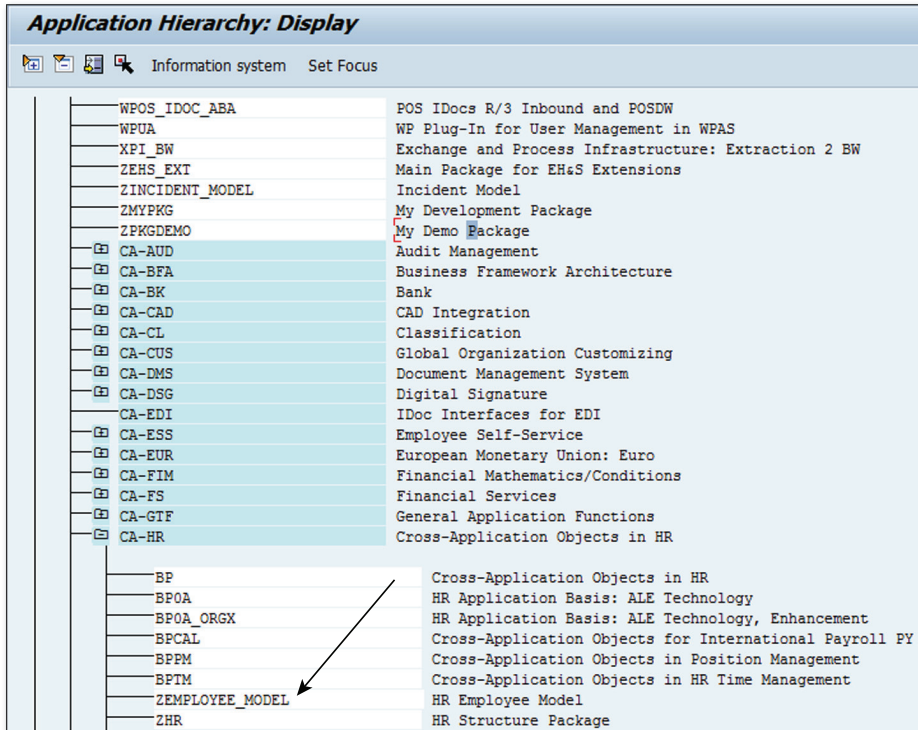 Application Hierarchy: Display
Information system Set Focus
WPOS_IDOC_ABA POS IDocs R/3 Inbound and POSDW
WPUA WP Plug-In for User Management in WPAS
XPI_BW Exchange and Process Infrastructure: Extraction 2 BW
ZEHS_EXT Main Package for EH&S Extensions
ZINCIDENT_MODEL Incident Model
ZMYPKG My Development Package
ZPKGDEMO My Demo Package
CA-AUD Audit Management
CA-BFA Business Framework Architecture
CA-BK Bank
CA-CAD CAD Integration
CA-CL Classification
CA-CUS Global Organization Customizing
CA-DMS Document Management System
CA-DSG Digital Signature
CA-EDI IDoc Interfaces for EDI
CA-ESS Employee Self-Service
CA-EUR European Monetary Union: Euro
CA-FIM Financial Mathematics/Conditions
CA-FS Financial Services
CA-GTF General Application Functions
CA-HR Cross-Application Objects in HR
BP Cross-Application Objects in HR
BP0A HR Application Basis: ALE Technology
BP0A_ORGX HR Application Basis: ALE Technology, Enhancement
BPCAL Cross-Application Objects for International Payroll PY
BPPM Cross-Application Objects in Position Management
BPTM Cross-Application Objects in HR Time Management
ZEMPLOYEE_MODEL HR Employee Model
ZHR HR Structure Package